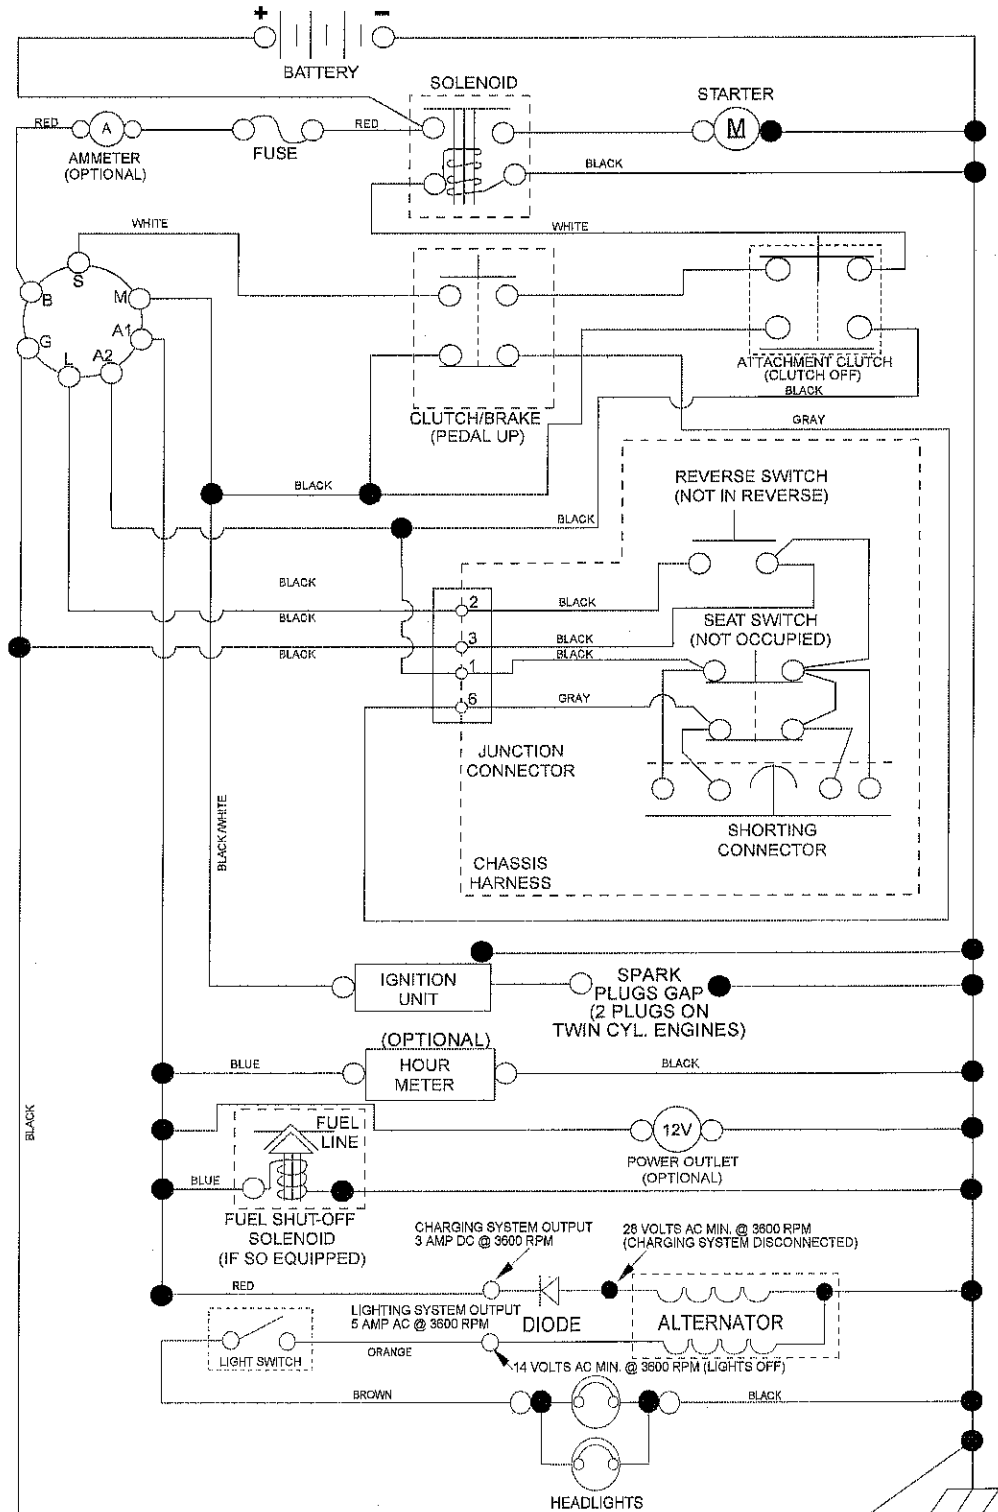 + −
BATTERY
SOLENOID
STARTER
RED
A
RED
M
AMMETER
(OPTIONAL)
FUSE
BLACK
WHITE
WHITE
S
B
M
G
A1
L
A2
ATTACHMENT CLUTCH
(CLUTCH OFF)
BLACK
CLUTCH/BRAKE
(PEDAL UP)
GRAY
REVERSE SWITCH
(NOT IN REVERSE)
BLACK
BLACK
BLACK
2
BLACK
BLACK
SEAT SWITCH
(NOT OCCUPIED)
3
BLACK
BLACK
BLACK
1
6
GRAY
JUNCTION
CONNECTOR
BLACK/WHITE
SHORTING
CONNECTOR
CHASSIS
HARNESS
IGNITION
UNIT
SPARK
PLUGS GAP
(2 PLUGS ON
TWIN CYL. ENGINES)
(OPTIONAL)
HOUR
METER
BLUE
BLACK
BLACK
FUEL
LINE
12V
POWER OUTLET
(OPTIONAL)
BLUE
FUEL SHUT-OFF
SOLENOID
(IF SO EQUIPPED)
CHARGING SYSTEM OUTPUT
3 AMP DC @ 3600 RPM
28 VOLTS AC MIN. @ 3600 RPM
(CHARGING SYSTEM DISCONNECTED)
RED
LIGHTING SYSTEM OUTPUT
5 AMP AC @ 3600 RPM
DIODE
ALTERNATOR
LIGHT SWITCH
ORANGE
14 VOLTS AC MIN. @ 3600 RPM (LIGHTS OFF)
BROWN
BLACK
HEADLIGHTS